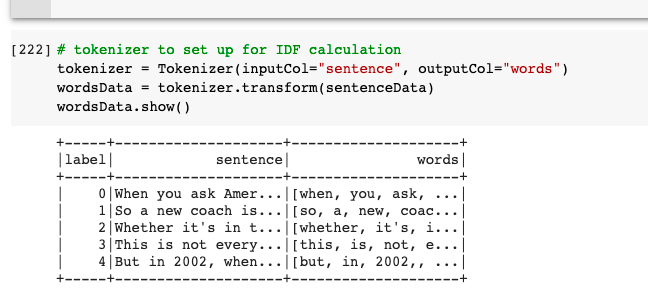 [222] # tokenizer to set up for IDF calculation
tokenizer = Tokenizer(inputCol="sentence", outputCol="words")
wordsData = tokenizer.transform(sentenceData)
wordsData.show()
+-----+--------------------+--------------------+
|label|            sentence|               words|
+-----+--------------------+--------------------+
|    0|When you ask Amer...|[when, you, ask, ...|
|    1|So a new coach is...|[so, a, new, coac...|
|    2|Whether it's in t...|[whether, it's, i...|
|    3|This is not every...|[this, is, not, e...|
|    4|But in 2002, when...|[but, in, 2002,, ...|
+-----+--------------------+--------------------+